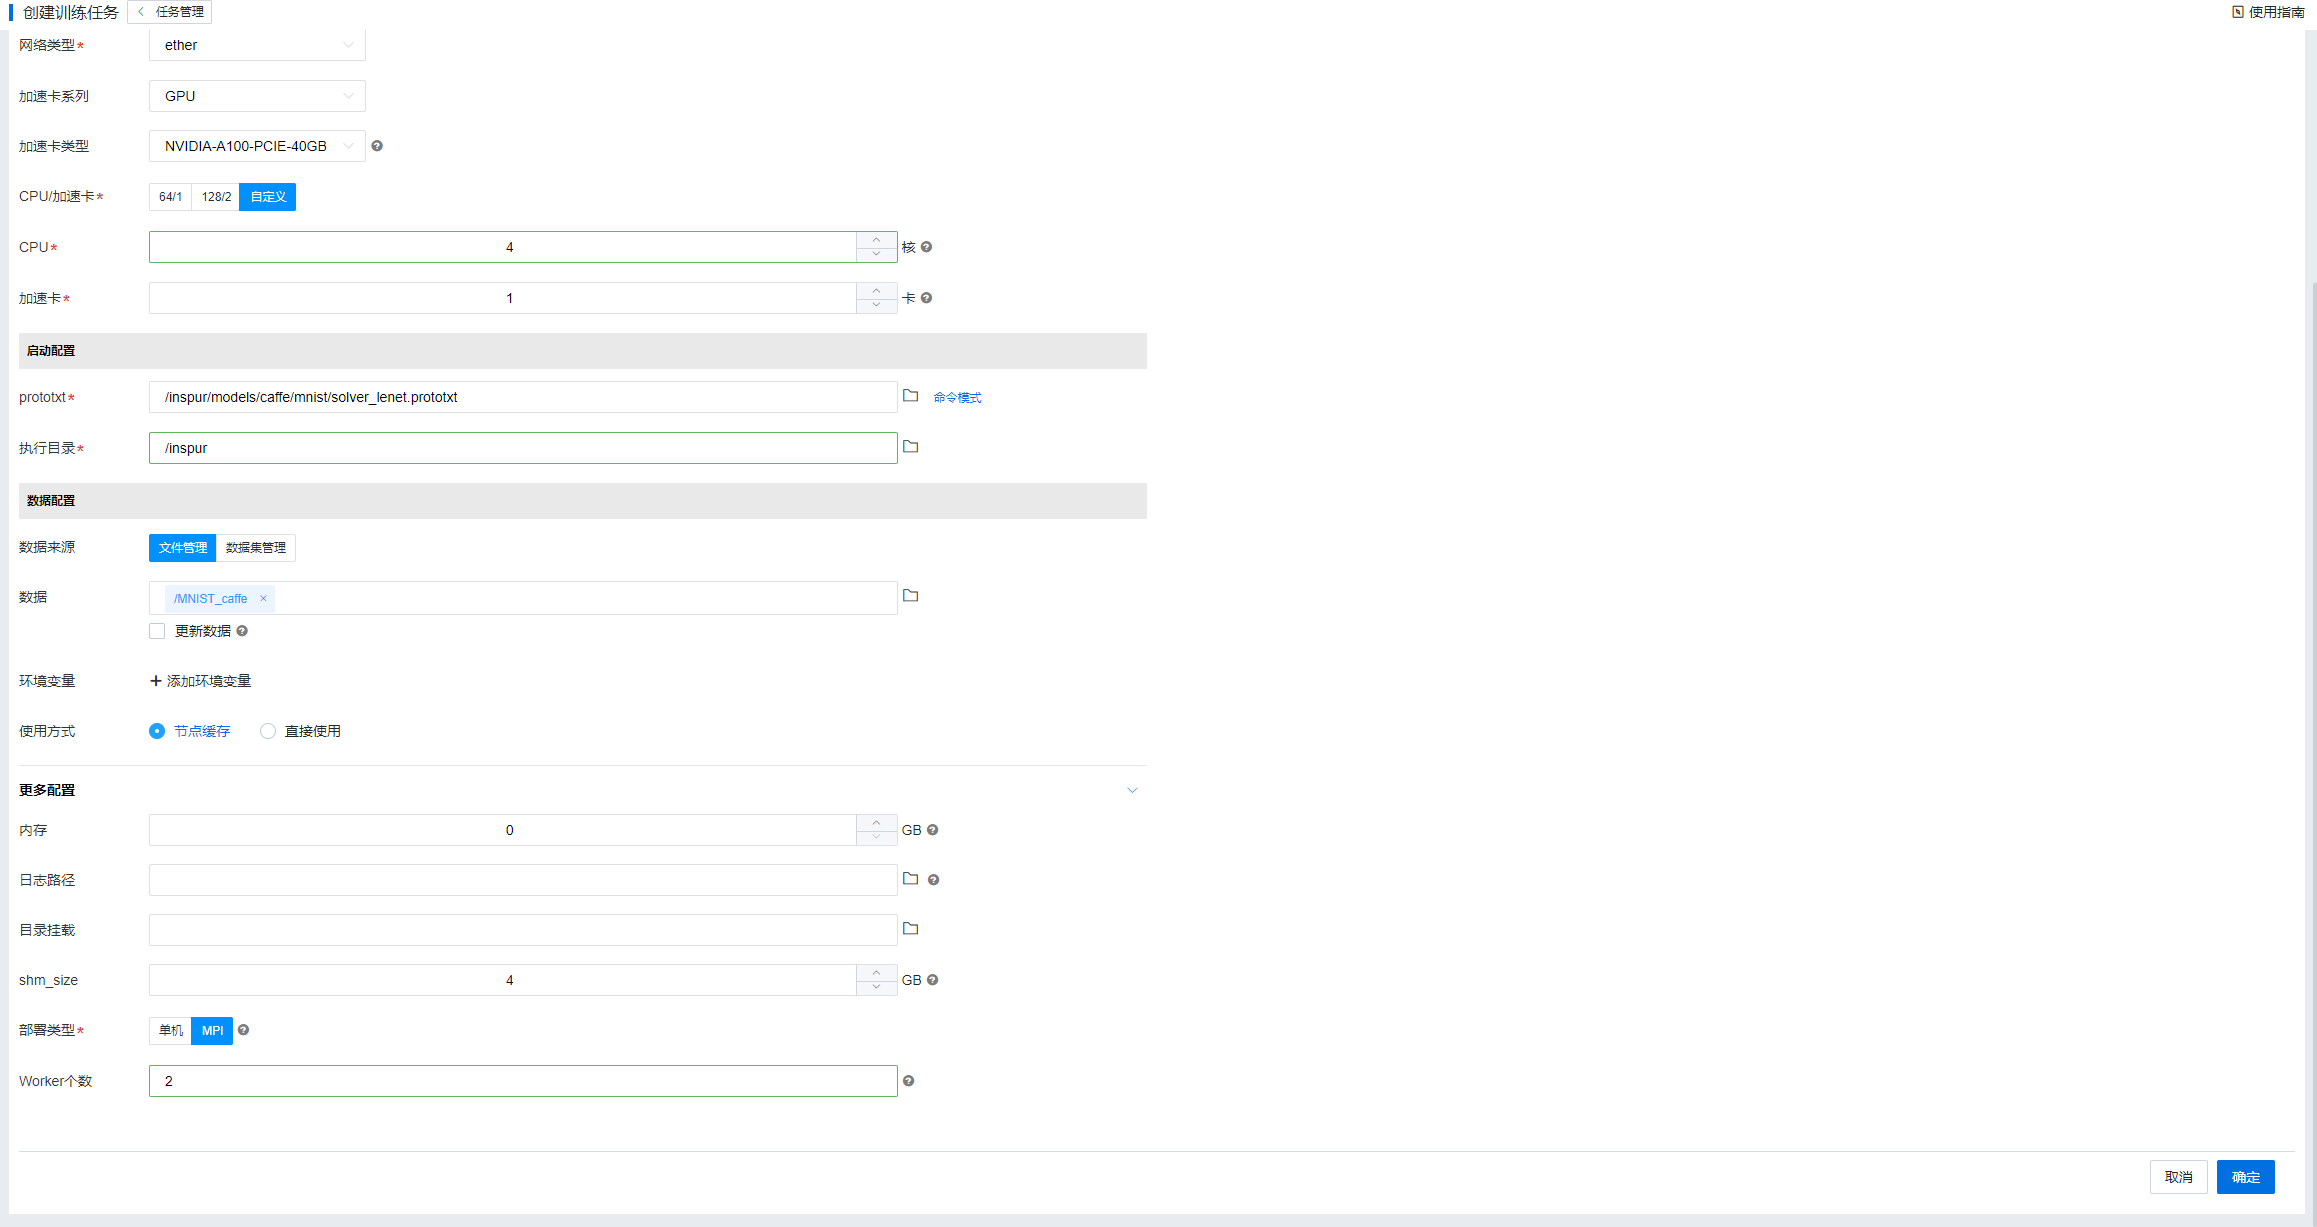 创建训练任务 任务管理 使用指南
网络类型* ether
加速卡系列 GPU
加速卡类型 NVIDIA-A100-PCIE-40GB
CPU/加速卡* 64/1 128/2 自定义
CPU* 4 核
加速卡* 1 卡
启动配置
prototxt* /inspur/models/caffe/mnist/solver_lenet.prototxt 命令模式
执行目录* /inspur
数据配置
数据来源 文件管理 数据集管理
数据 /MNIST_caffe ×
更新数据
环境变量 + 添加环境变量
使用方式 节点缓存 直接使用
更多配置
内存 0 GB
日志路径
目录挂载
shm_size 4 GB
部署类型* 单机 MPI
Worker个数 2
取消 确定